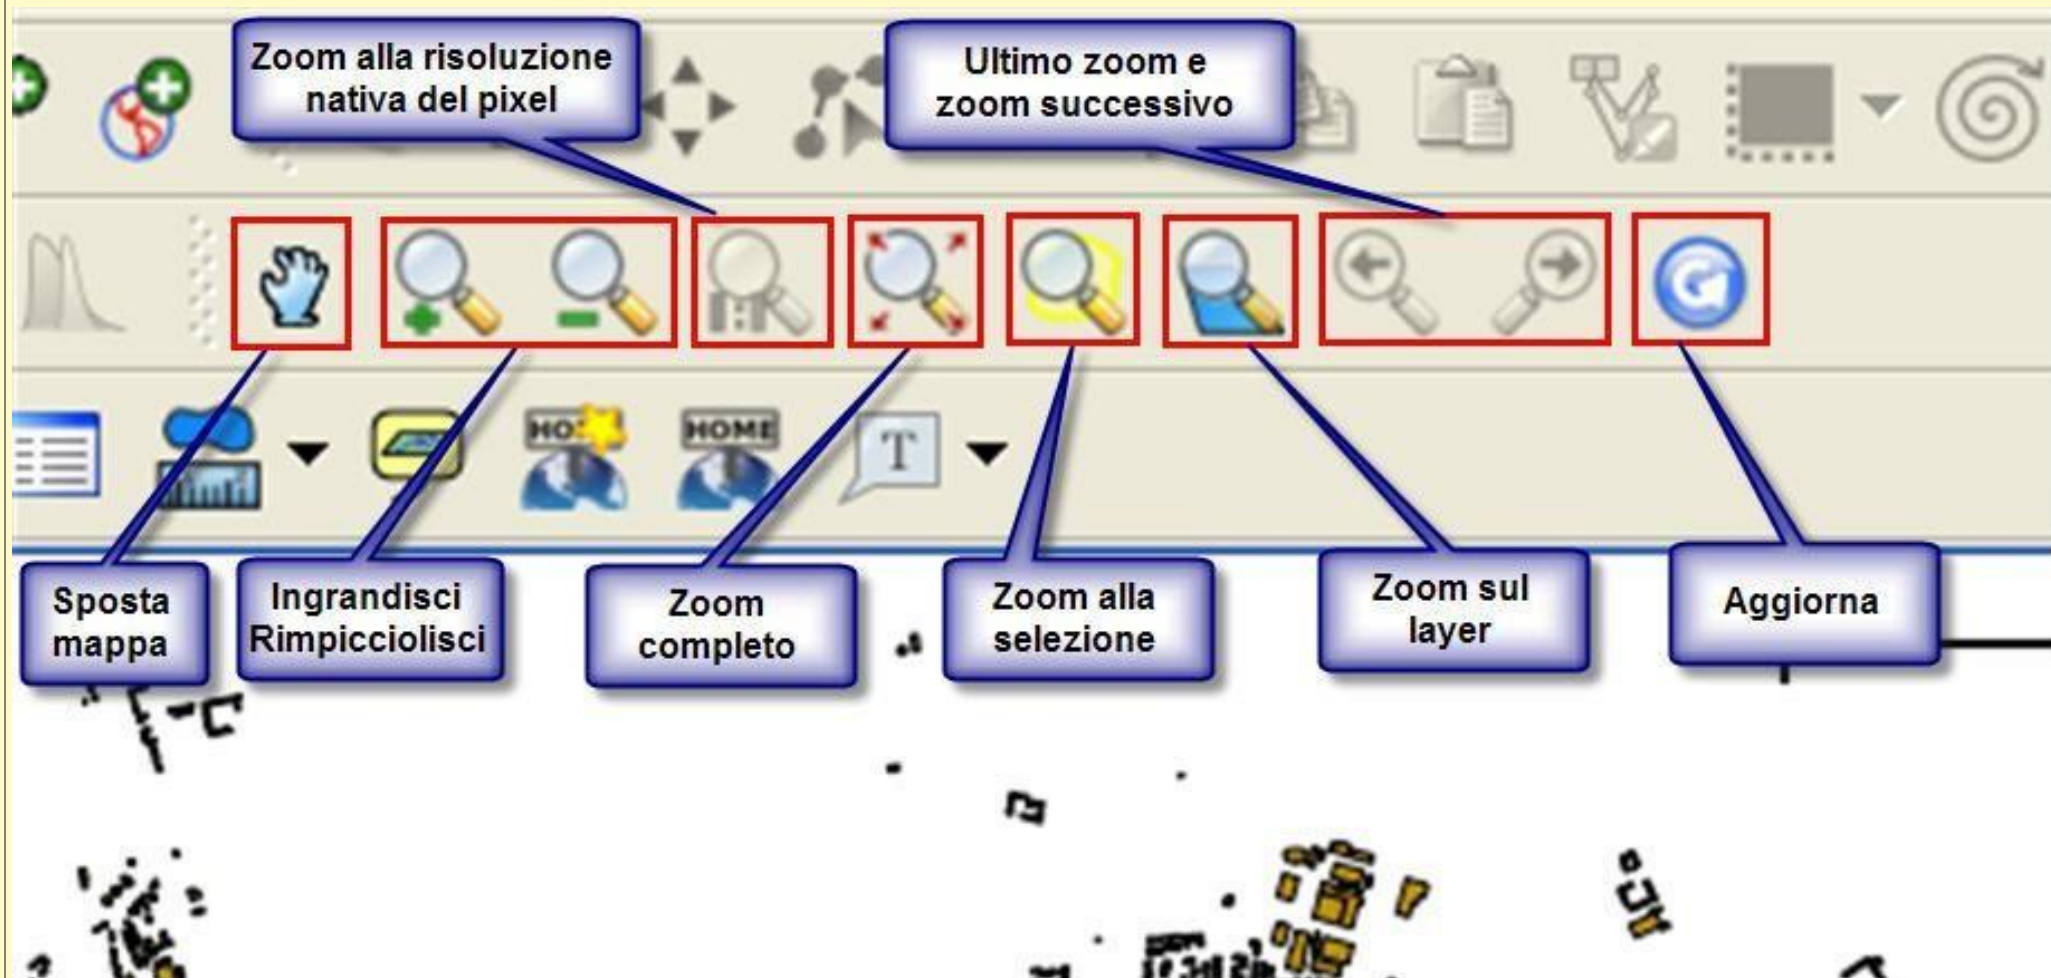 Zoom alla risoluzione
nativa del pixel
Ultimo zoom e
zoom successivo
HOME
T
Sposta
mappa
Ingrandisci
Rimpicciolisci
Zoom
completo
Zoom alla
selezione
Zoom sul
layer
Aggiorna